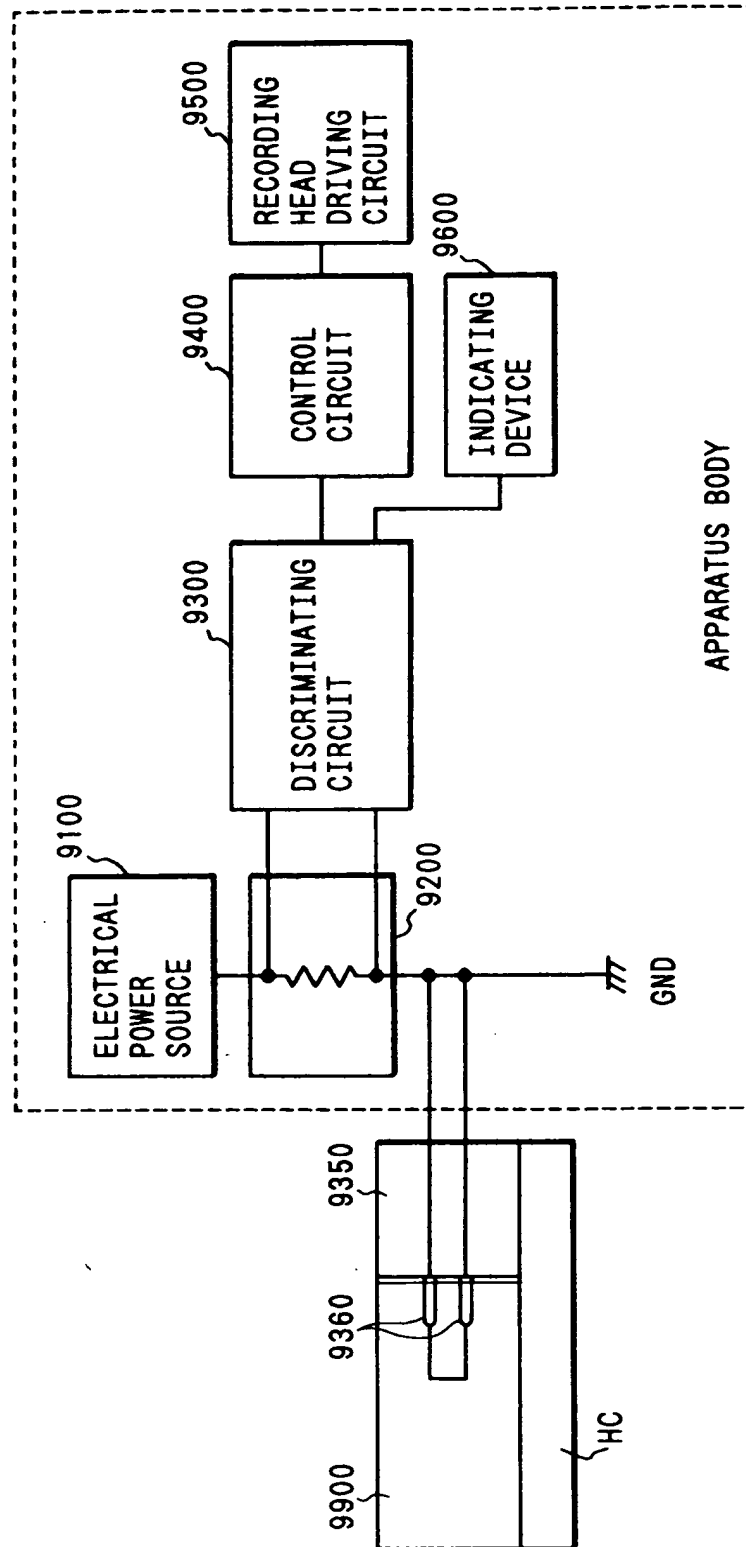 9100
ELECTRICAL
POWER
SOURCE
9200
GND
9300
DISCRIMINATING
CIRCUIT
9400
CONTROL
CIRCUIT
9500
RECORDING
HEAD
DRIVING
CIRCUIT
9600
INDICATING
DEVICE
APPARATUS BODY
9900
9360
9350
HC